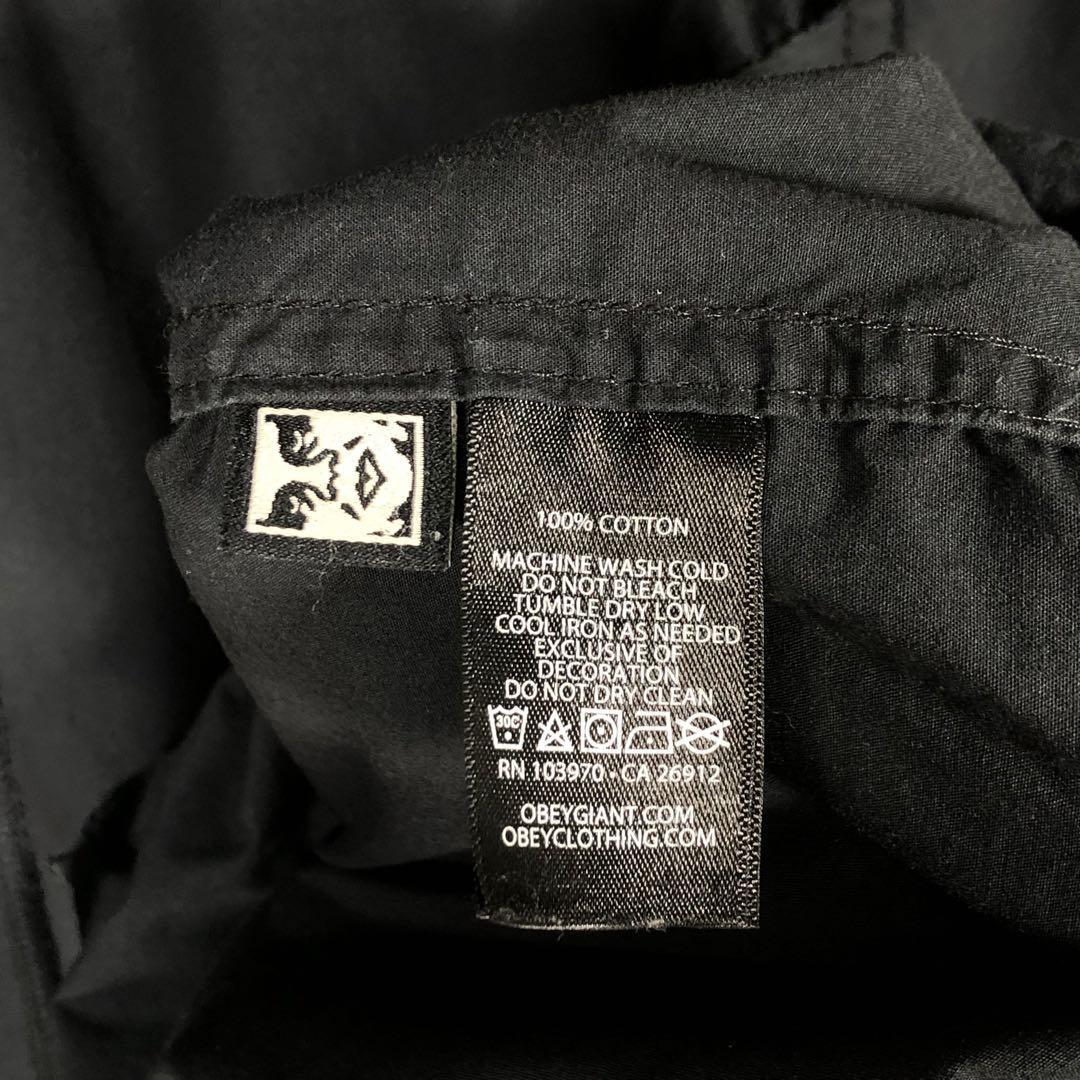 100% COTTON
MACHINE WASH COLD
DO NOT BLEACH
TUMBLE DRY LOW
COOL IRON AS NEEDED
EXCLUSIVE OF
DECORATION
DO NOT DRY CLEAN
30C
RN 103970 · CA 26912
OBEYGIANT.COM
OBEYCLOTHING.COM